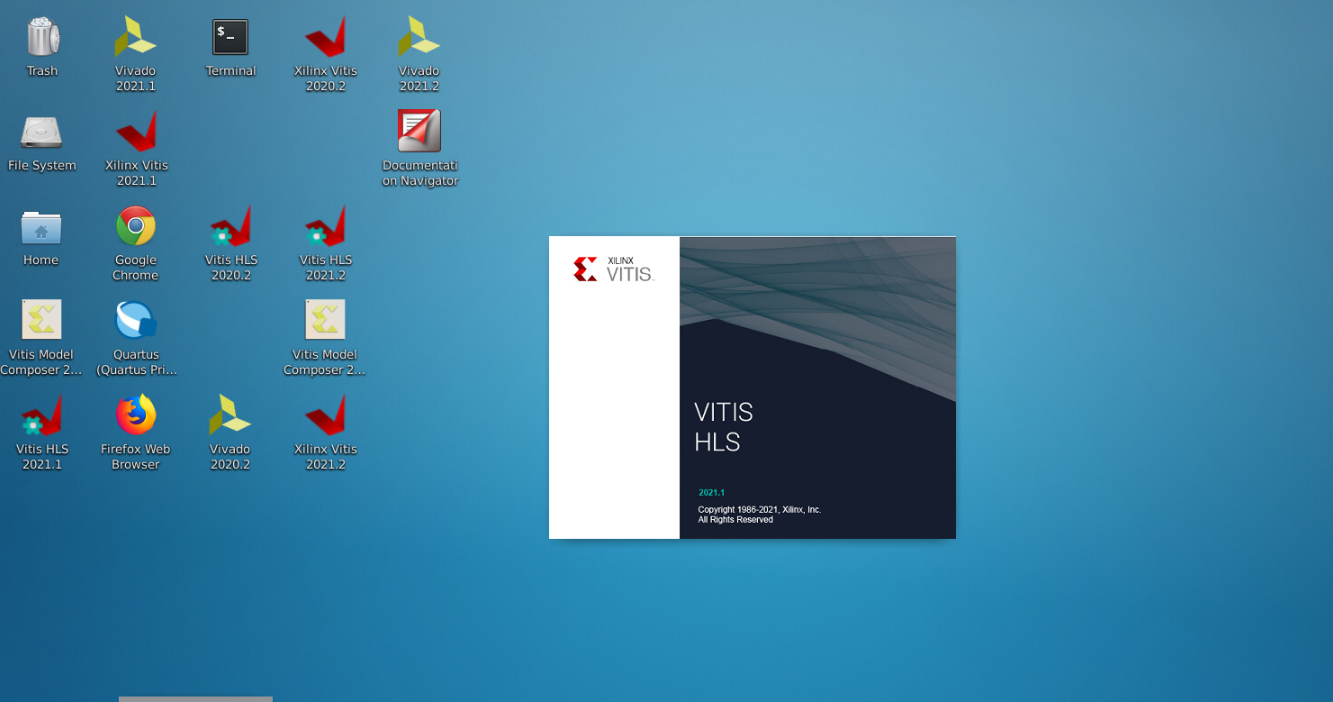 Trash
Vivado
2021.1
Terminal
Xilinx Vitis
2020.2
Vivado
2021.2
File System
Xilinx Vitis
2021.1
Documentati
on Navigator
Home
Google
Chrome
Vitis HLS
2020.2
Vitis HLS
2021.2
Vitis Model
Composer 2...
Quartus
(Quartus Pri...
Vitis Model
Composer 2...
Vitis HLS
2021.1
Firefox Web
Browser
Vivado
2020.2
Xilinx Vitis
2021.2
XILINX
VITIS
VITIS
HLS
2021.1
Copyright 1986-2021, Xilinx, Inc.
All Rights Reserved